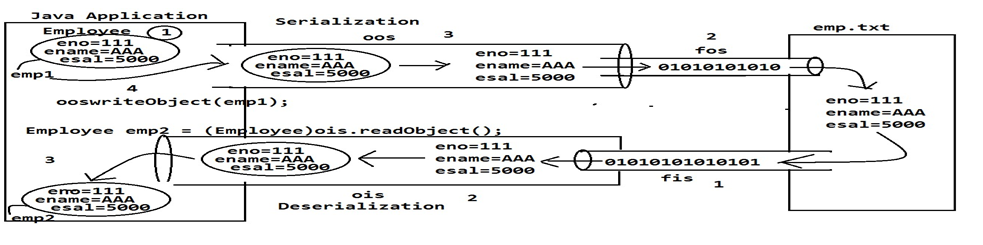 Java Application
Serialization
emp.txt
Employee 1
eno=111
ename=AAA
esal=5000
emp1
oos
3
2
fos
eno=111
ename=AAA
esal=5000
eno=111
ename=AAA
esal=5000
01010101010
4
ooswriteObject(emp1);
eno=111
ename=AAA
esal=5000
Employee emp2 = (Employee)ois.readObject();
3
eno=111
ename=AAA
esal=5000
eno=111
ename=AAA
esal=5000
01010101010101
fis
1
ois
2
Deserialization
eno=111
ename=AAA
esal=5000
emp2